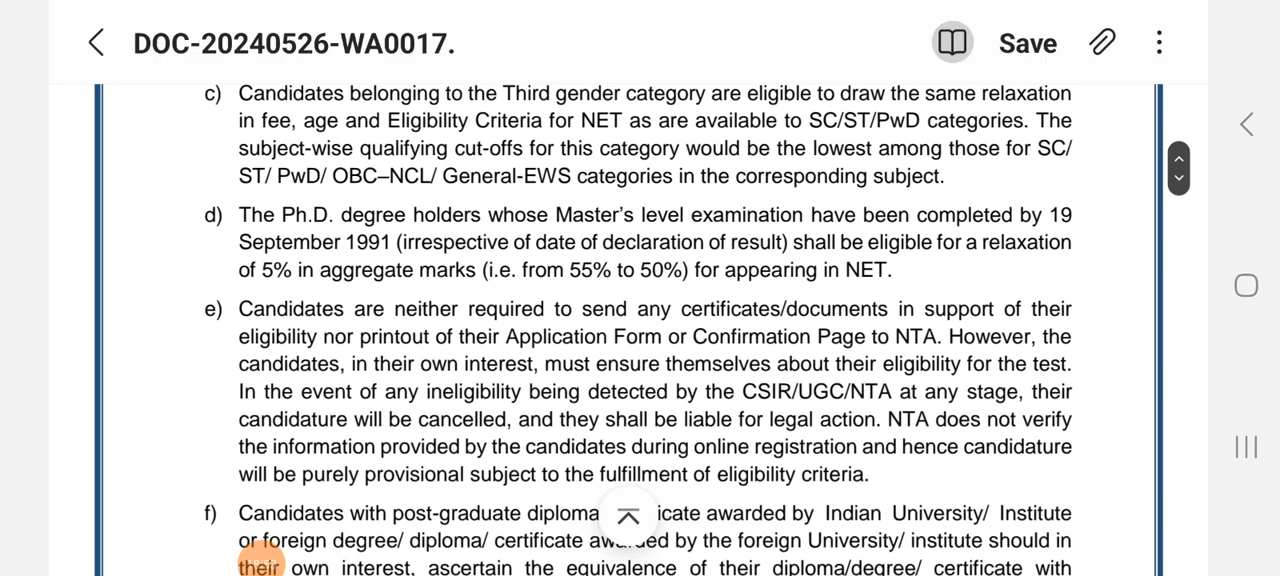 DOC-20240526-WA0017.
Save
c) Candidates belonging to the Third gender category are eligible to draw the same relaxation
in fee, age and Eligibility Criteria for NET as are available to SC/ST/PwD categories. The
subject-wise qualifying cut-offs for this category would be the lowest among those for SC/
ST/ PwD/ OBC–NCL/ General-EWS categories in the corresponding subject.
d) The Ph.D. degree holders whose Master’s level examination have been completed by 19
September 1991 (irrespective of date of declaration of result) shall be eligible for a relaxation
of 5% in aggregate marks (i.e. from 55% to 50%) for appearing in NET.
e) Candidates are neither required to send any certificates/documents in support of their
eligibility nor printout of their Application Form or Confirmation Page to NTA. However, the
candidates, in their own interest, must ensure themselves about their eligibility for the test.
In the event of any ineligibility being detected by the CSIR/UGC/NTA at any stage, their
candidature will be cancelled, and they shall be liable for legal action. NTA does not verify
the information provided by the candidates during online registration and hence candidature
will be purely provisional subject to the fulfillment of eligibility criteria.
f) Candidates with post-graduate diploma icate awarded by Indian University/ Institute
or foreign degree/ diploma/ certificate awarded by the foreign University/ institute should in
their own interest, ascertain the equivalence of their diploma/degree/ certificate with